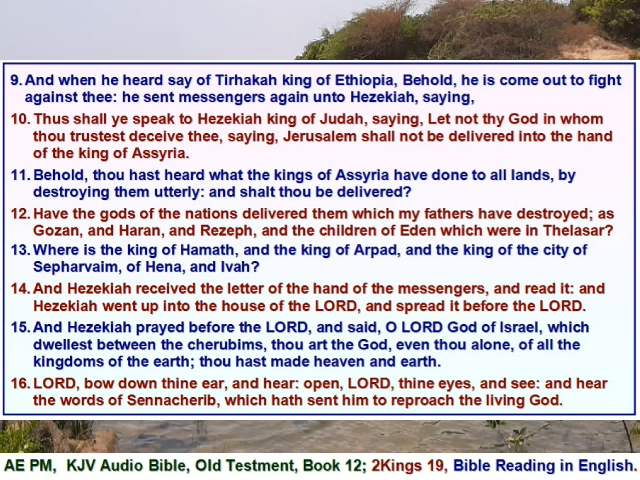 9. And when he heard say of Tirhakah king of Ethiopia, Behold, he is come out to fight
against thee: he sent messengers again unto Hezekiah, saying,
10. Thus shall ye speak to Hezekiah king of Judah, saying, Let not thy God in whom
thou trustest deceive thee, saying, Jerusalem shall not be delivered into the hand
of the king of Assyria.
11. Behold, thou hast heard what the kings of Assyria have done to all lands, by
destroying them utterly: and shalt thou be delivered?
12. Have the gods of the nations delivered them which my fathers have destroyed; as
Gozan, and Haran, and Rezeph, and the children of Eden which were in Thelasar?
13. Where is the king of Hamath, and the king of Arpad, and the king of the city of
Sepharvaim, of Hena, and Ivah?
14. And Hezekiah received the letter of the hand of the messengers, and read it: and
Hezekiah went up into the house of the LORD, and spread it before the LORD.
15. And Hezekiah prayed before the LORD, and said, O LORD God of Israel, which
dwellest between the cherubims, thou art the God, even thou alone, of all the
kingdoms of the earth; thou hast made heaven and earth.
16. LORD, bow down thine ear, and hear: open, LORD, thine eyes, and see: and hear
the words of Sennacherib, which hath sent him to reproach the living God.
AE PM, KJV Audio Bible, Old Testment, Book 12; 2Kings 19, Bible Reading in English.